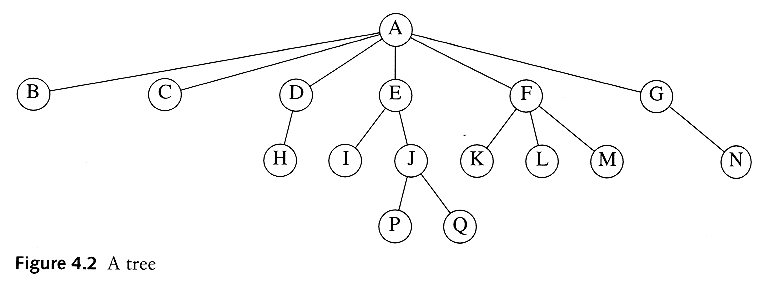 A
B C D E F G
H I J K L M N
P Q
Figure 4.2 A tree